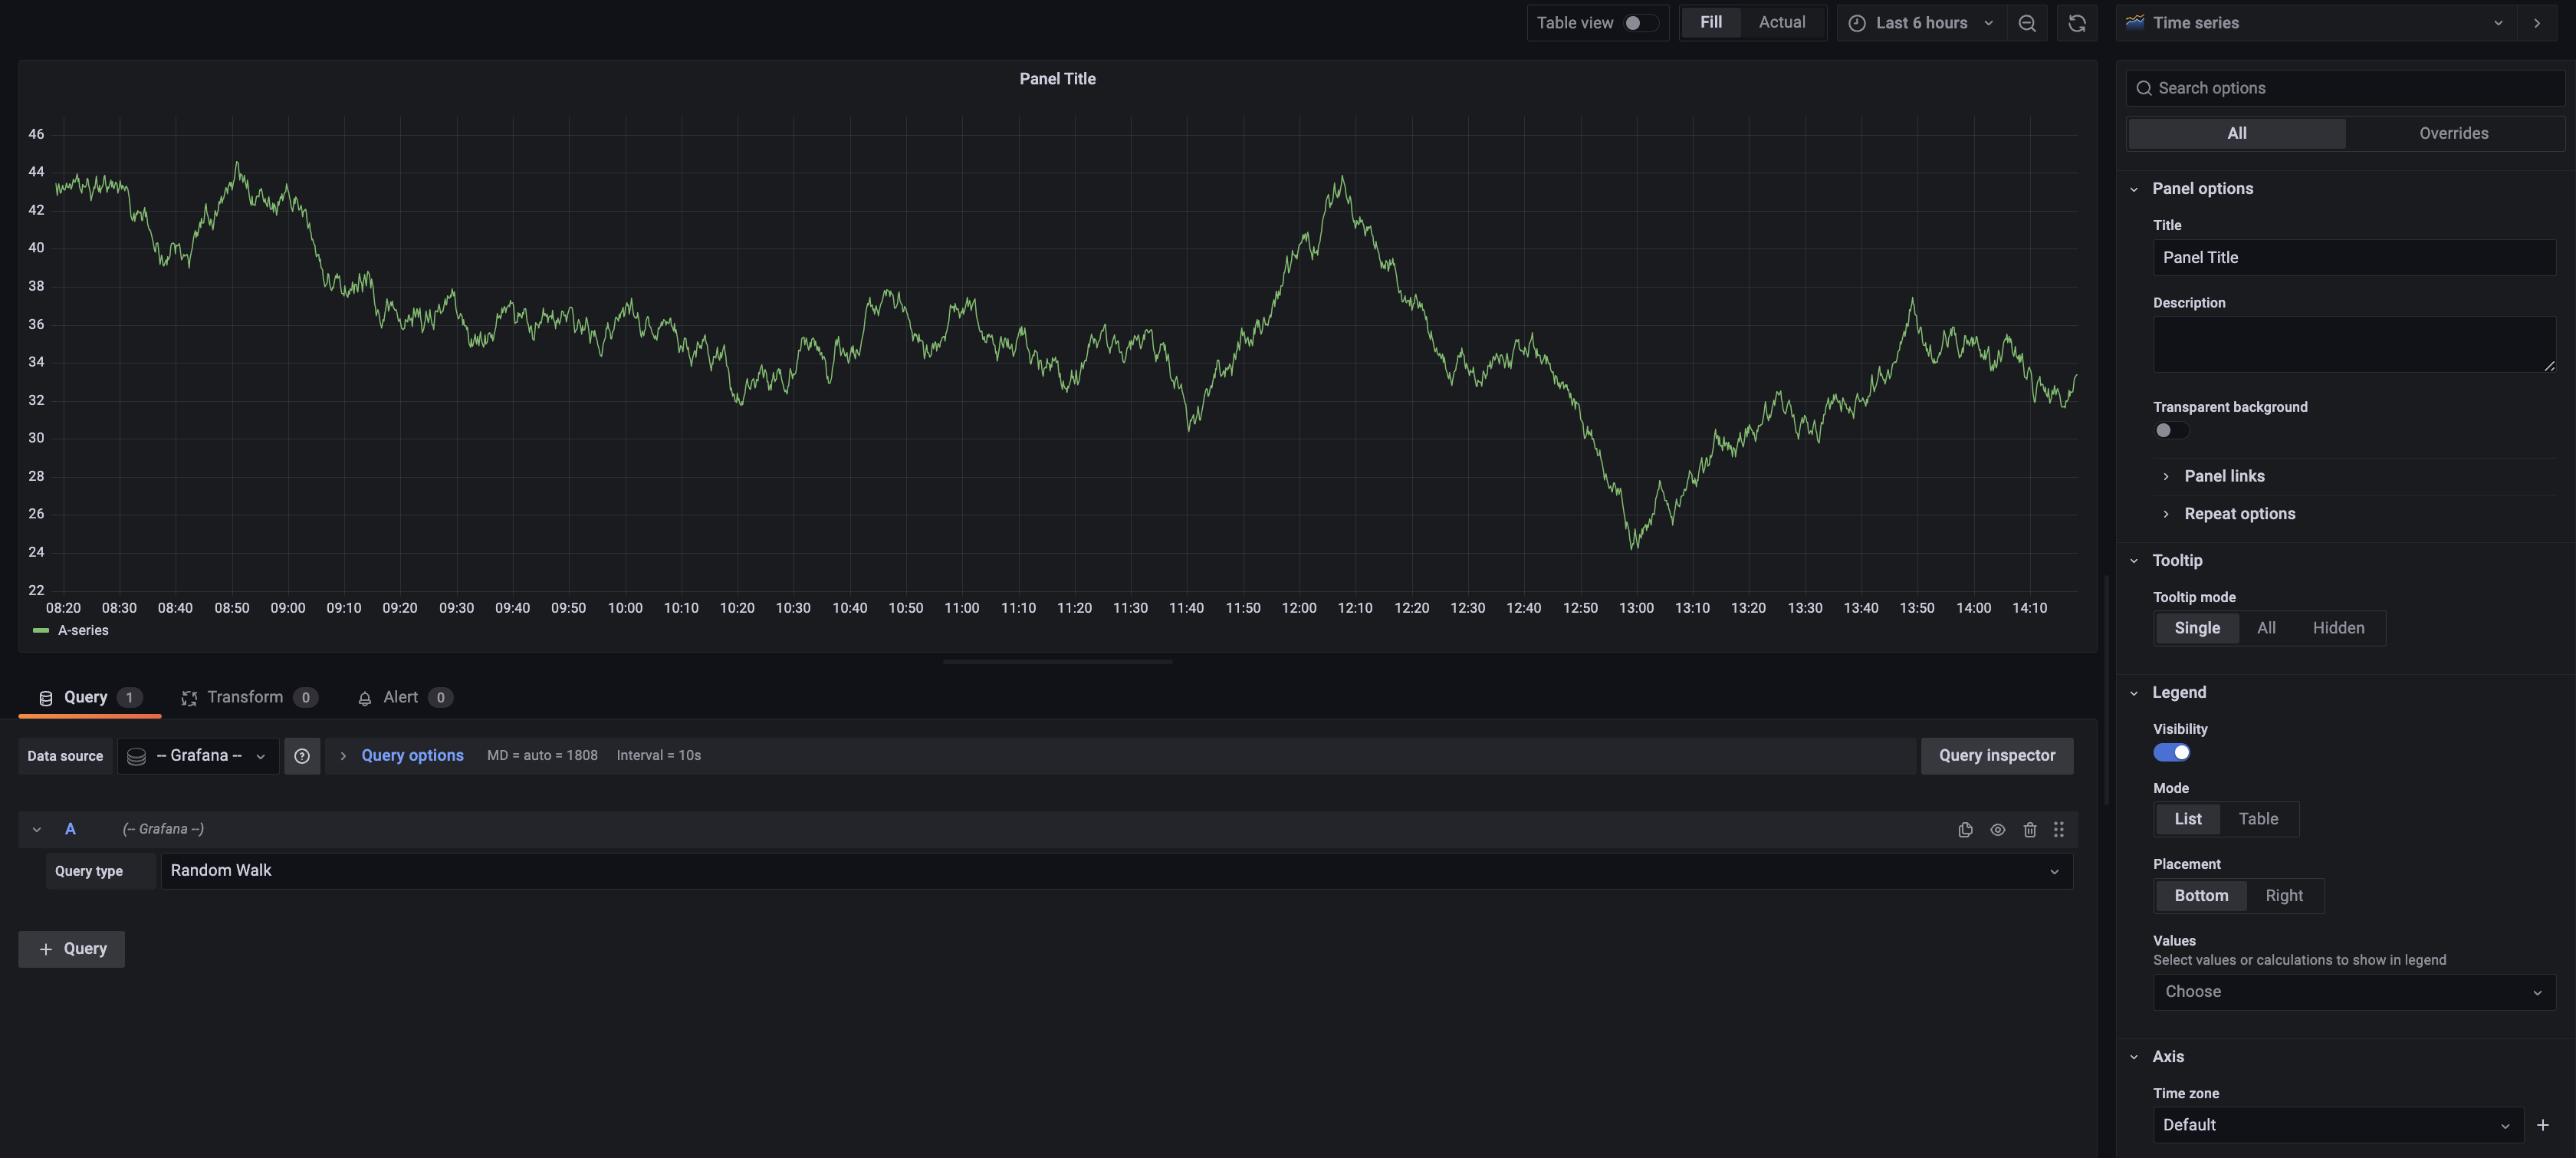 Table view Fill Actual Last 6 hours Time series
Panel Title
46
44
42
40
38
36
34
32
30
28
26
24
22
08:20 08:30 08:40 08:50 09:00 09:10 09:20 09:30 09:40 09:50 10:00 10:10 10:20 10:30 10:40 10:50 11:00 11:10 11:20 11:30 11:40 11:50 12:00 12:10 12:20 12:30 12:40 12:50 13:00 13:10 13:20 13:30 13:40 13:50 14:00 14:10
A-series
Query 1 Transform 0 Alert 0
Data source -- Grafana -- Query options MD = auto = 1808 Interval = 10s Query inspector
A (-- Grafana --)
Query type Random Walk
+ Query
Search options
All Overrides
Panel options
Title
Panel Title
Description
Transparent background
Panel links
Repeat options
Tooltip
Tooltip mode
Single All Hidden
Legend
Visibility
Mode
List Table
Placement
Bottom Right
Values
Select values or calculations to show in legend
Choose
Axis
Time zone
Default